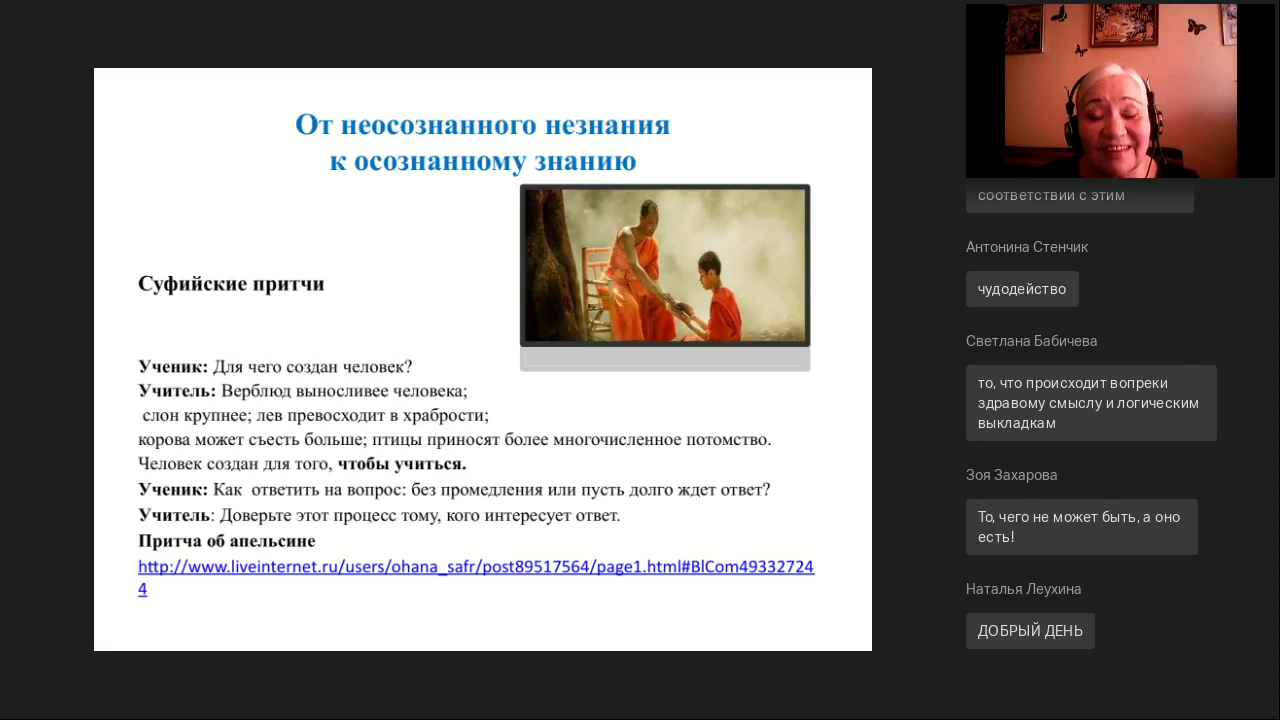 От неосознанного незнания
к осознанному знанию
Суфийские притчи
Ученик: Для чего создан человек?
Учитель: Верблюд выносливее человека;
слон крупнее; лев превосходит в храбрости;
корова может съесть больше; птицы приносят более многочисленное потомство.
Человек создан для того, чтобы учиться.
Ученик: Как  ответить на вопрос: без промедления или пусть долго ждет ответ?
Учитель: Доверьте этот процесс тому, кого интересует ответ.
Притча об апельсине
http://www.liveinternet.ru/users/ohana_safr/post89517564/page1.html#BlCom49332724
4
соответствии с этим
Антонина Стенчик
чудодейство
Светлана Бабичева
то, что происходит вопреки
здравому смыслу и логическим
выкладкам
Зоя Захарова
То, чего не может быть, а оно
есть!
Наталья Леухина
ДОБРЫЙ ДЕНЬ